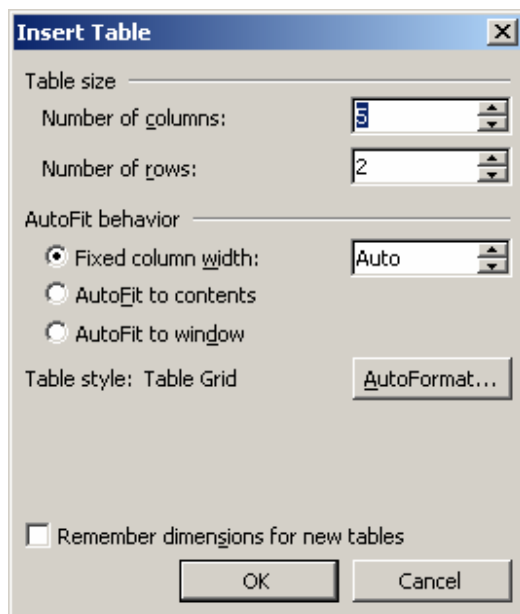 Insert Table
Table size
Number of columns: 5
Number of rows: 2
AutoFit behavior
Fixed column width: Auto
AutoFit to contents
AutoFit to window
Table style: Table Grid AutoFormat...
Remember dimensions for new tables
OK Cancel